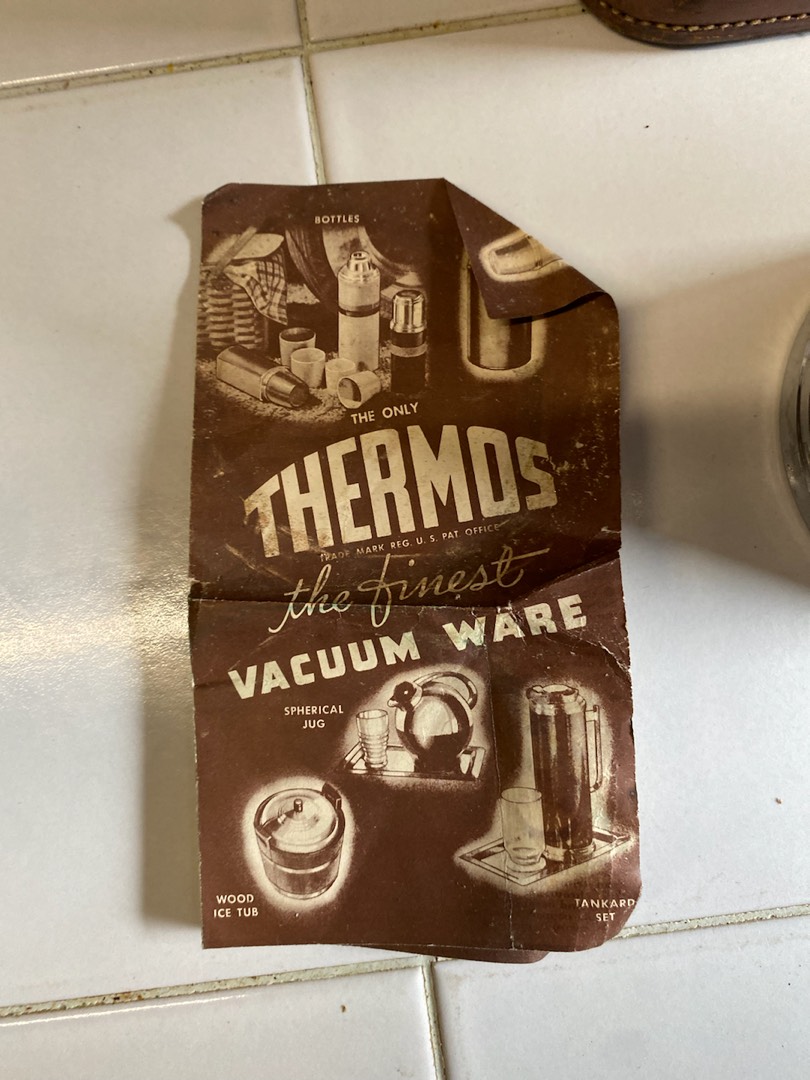 BOTTLES
THE ONLY
THERMOS
TRADE MARK REG. U. S. PAT. OFFICE
the finest
VACUUM WARE
SPHERICAL
JUG
WOOD
ICE TUB
TANKARD
SET